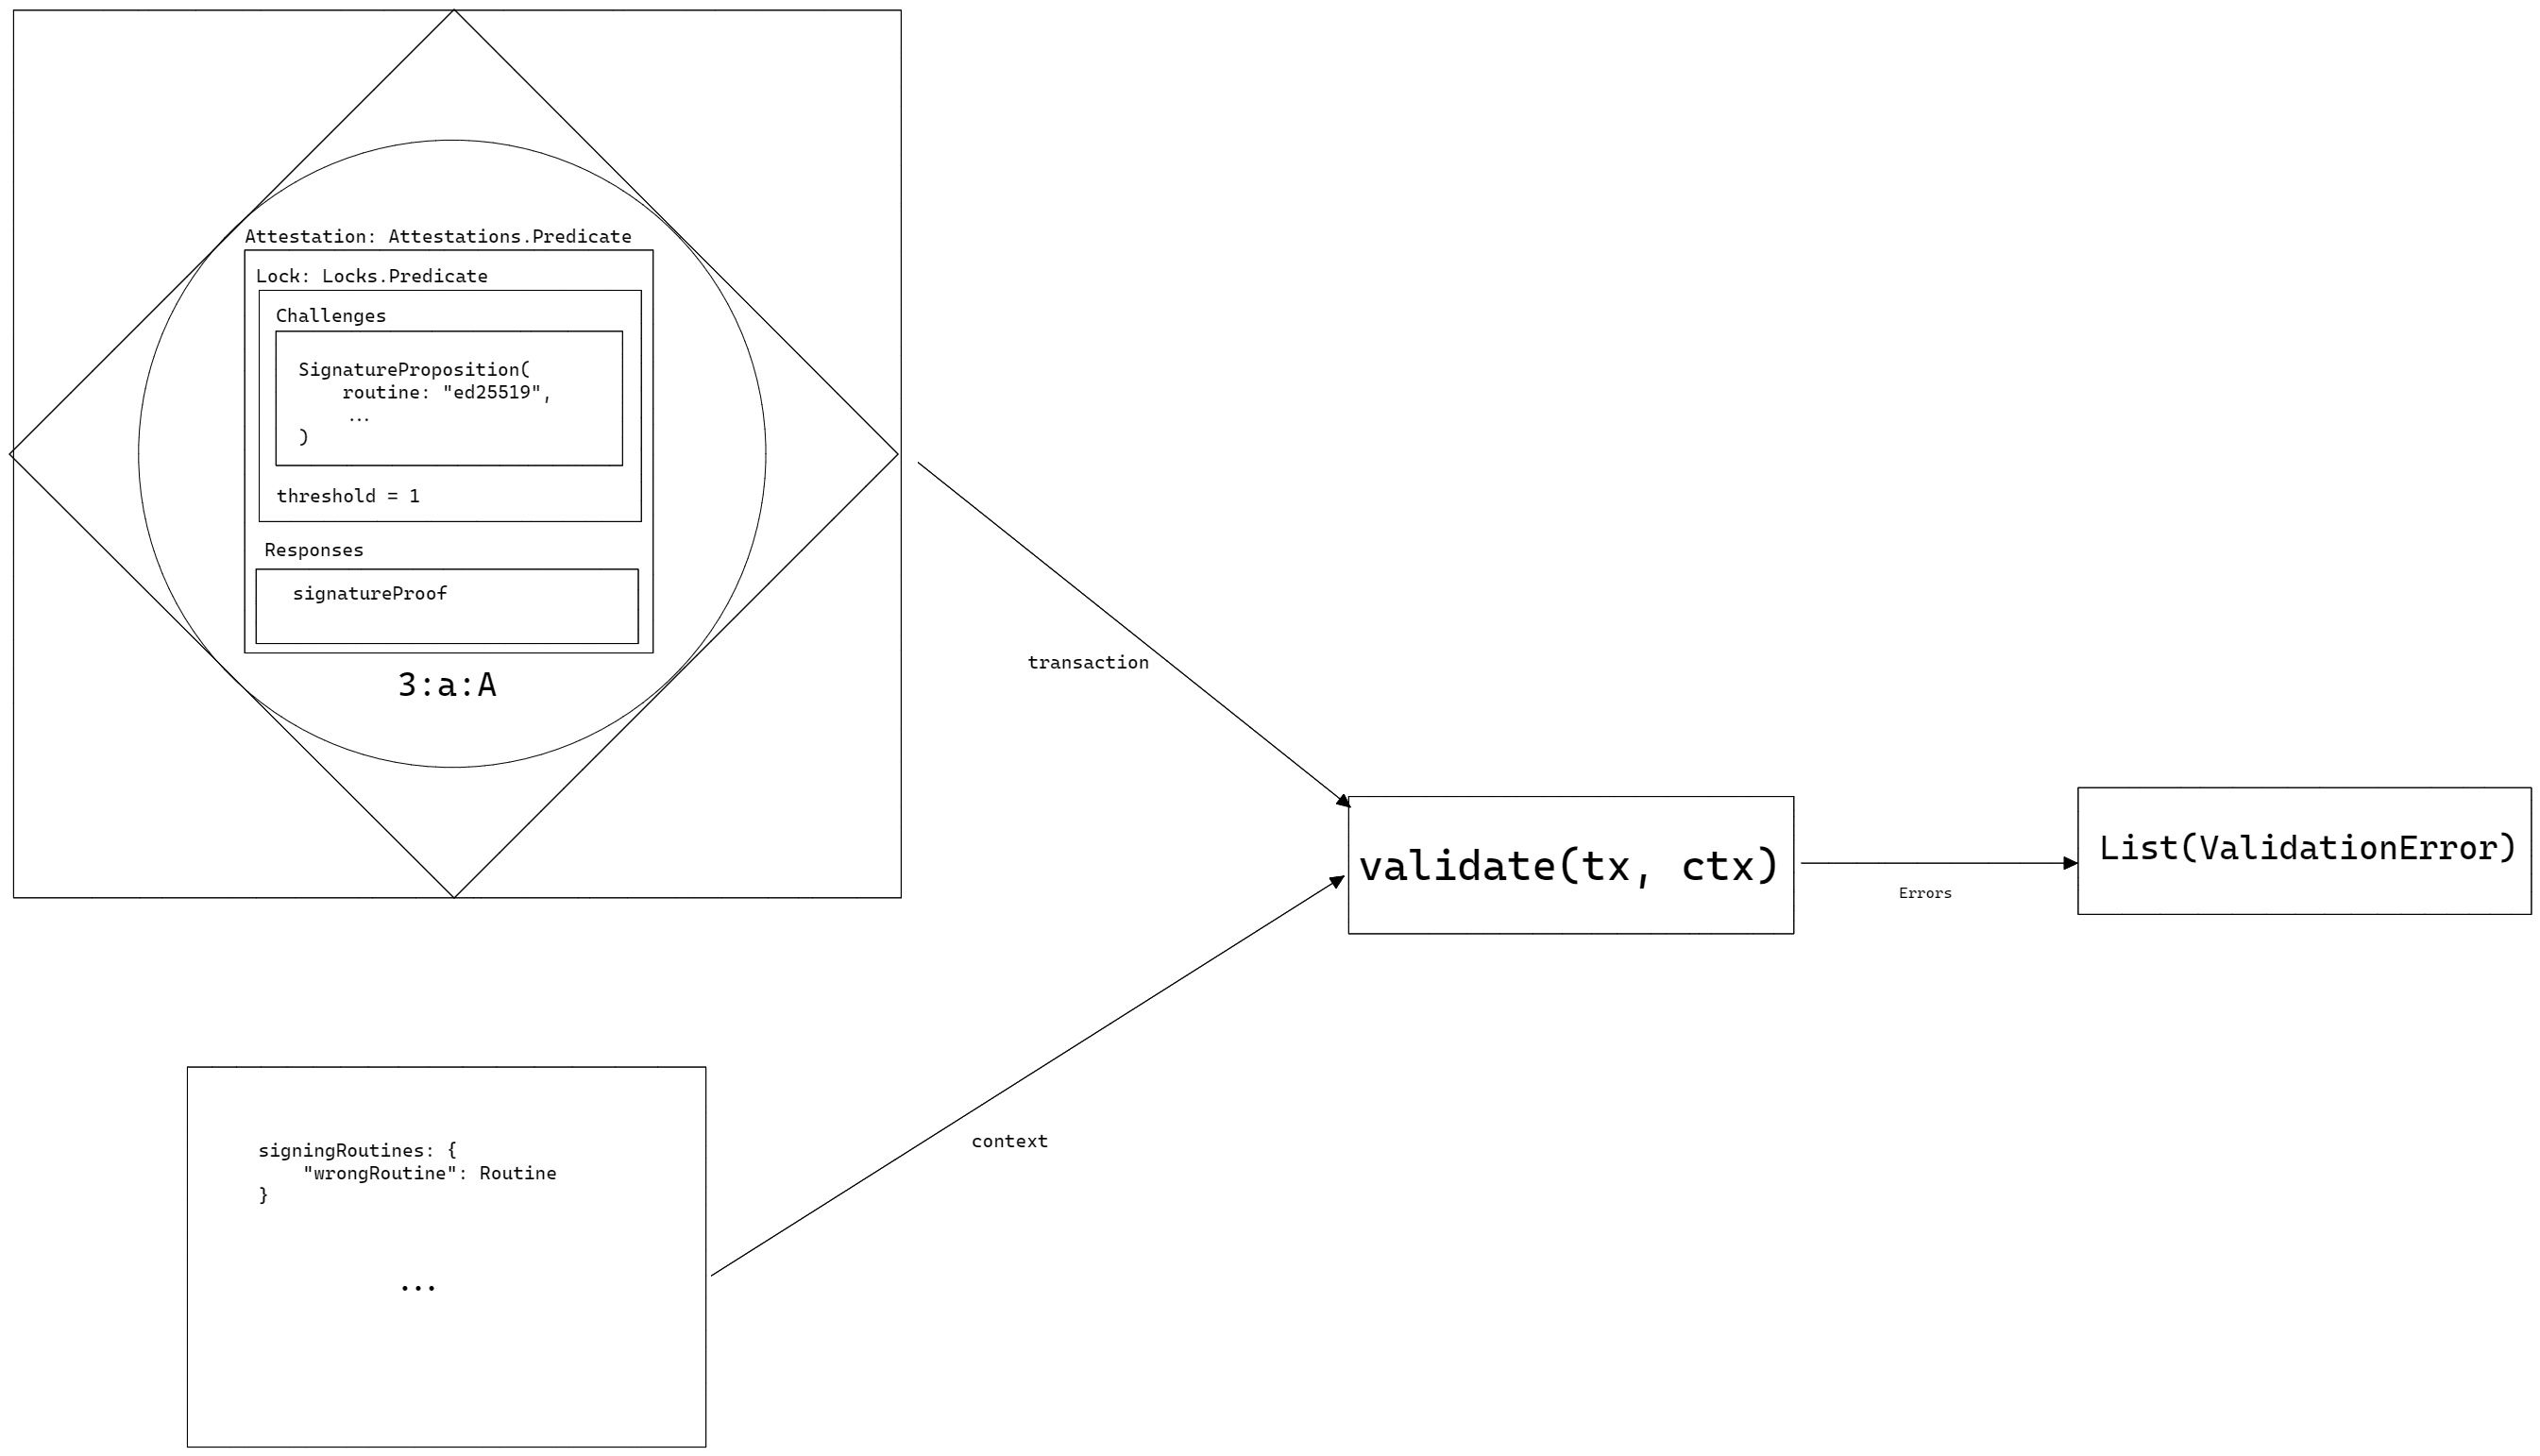 Attestation: Attestations.Predicate
Lock: Locks.Predicate
Challenges
SignatureProposition(
    routine: "ed25519",
    ...
)
threshold = 1
Responses
signatureProof
3:a:A
transaction
validate(tx, ctx)
List(ValidationError)
Errors
context
signingRoutines: {
    "wrongRoutine": Routine
}
...